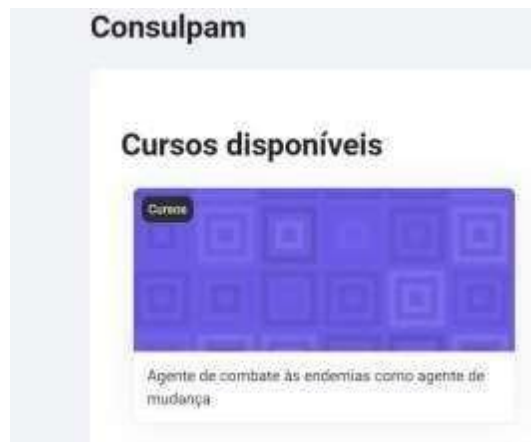 Consulpam
Cursos disponíveis
Cursos
Agente de combate às endemias como agente de
mudança